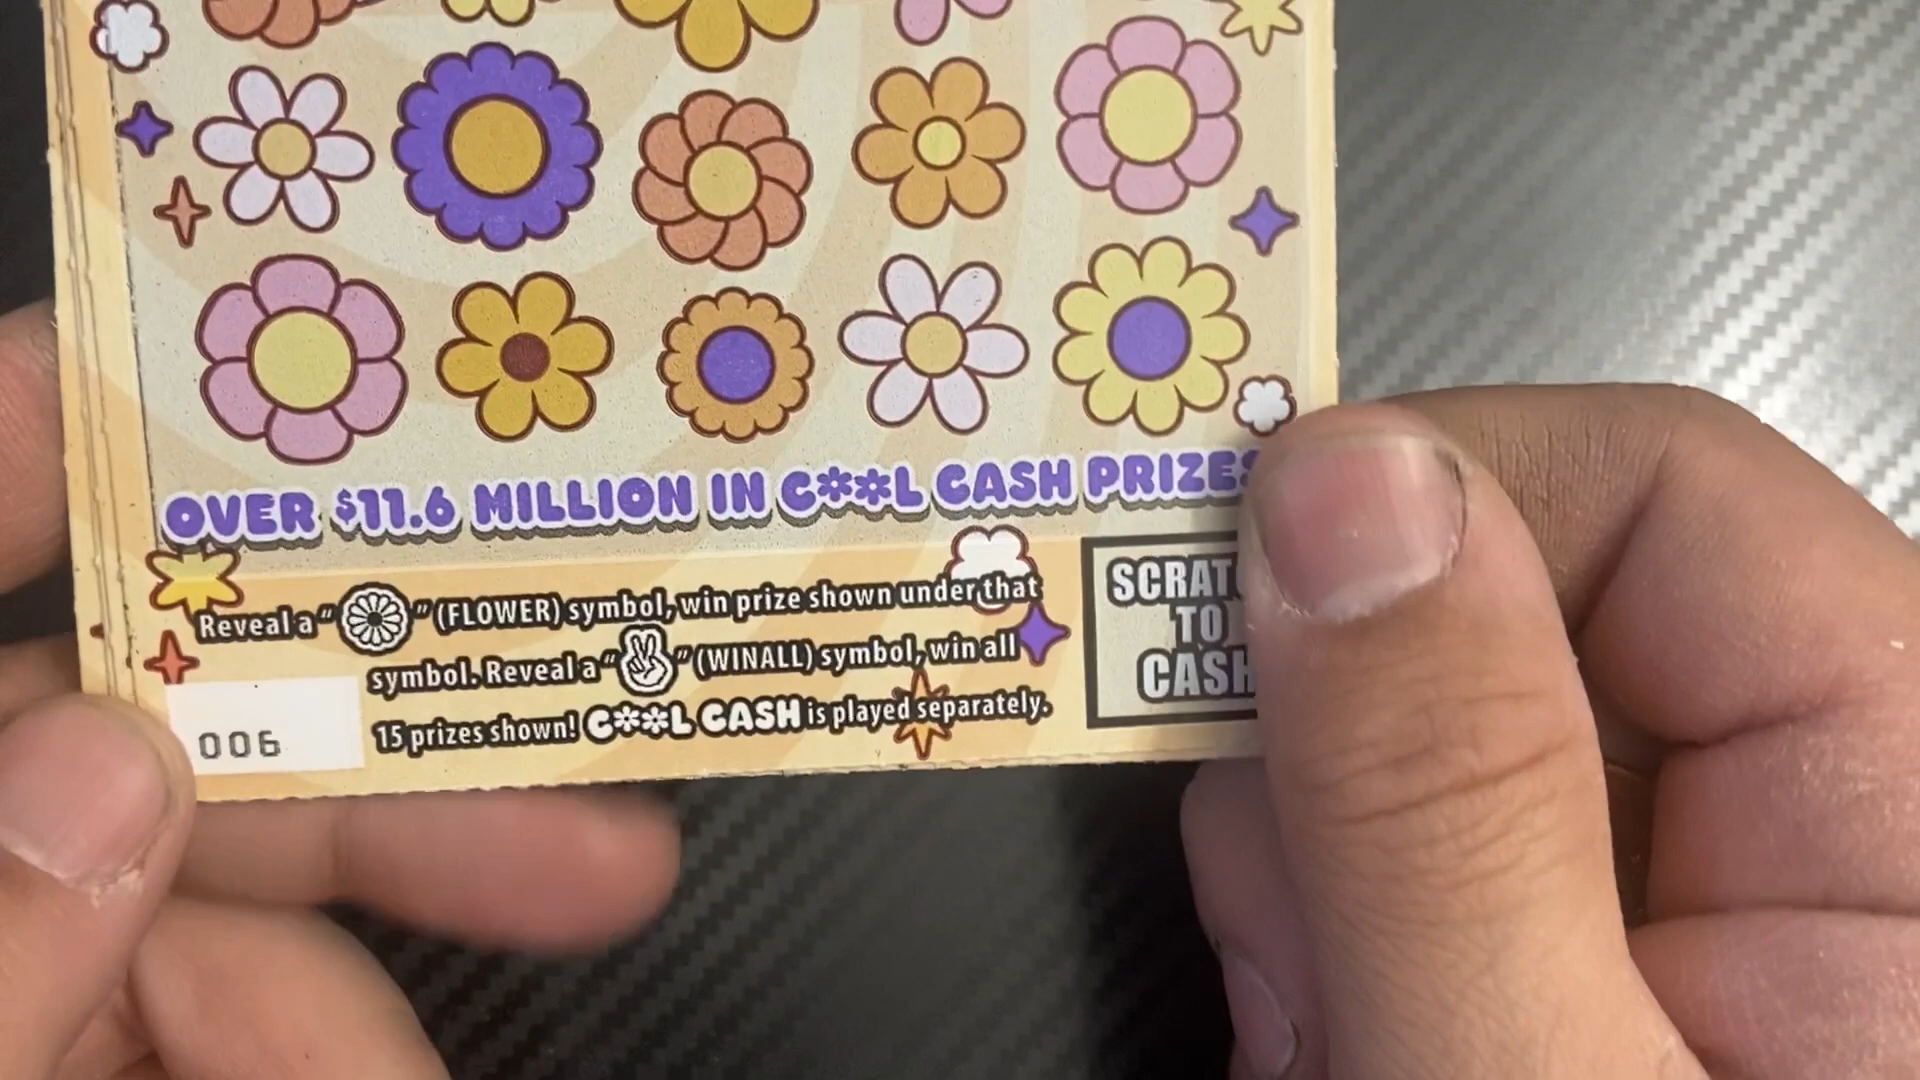 OVER $11.6 MILLION IN C**L CASH PRIZES
Reveal a " " (FLOWER) symbol, win prize shown under that
symbol. Reveal a " " (WINALL) symbol, win all
15 prizes shown! C**L CASH is played separately.
006
SCRATC
TO
CASH